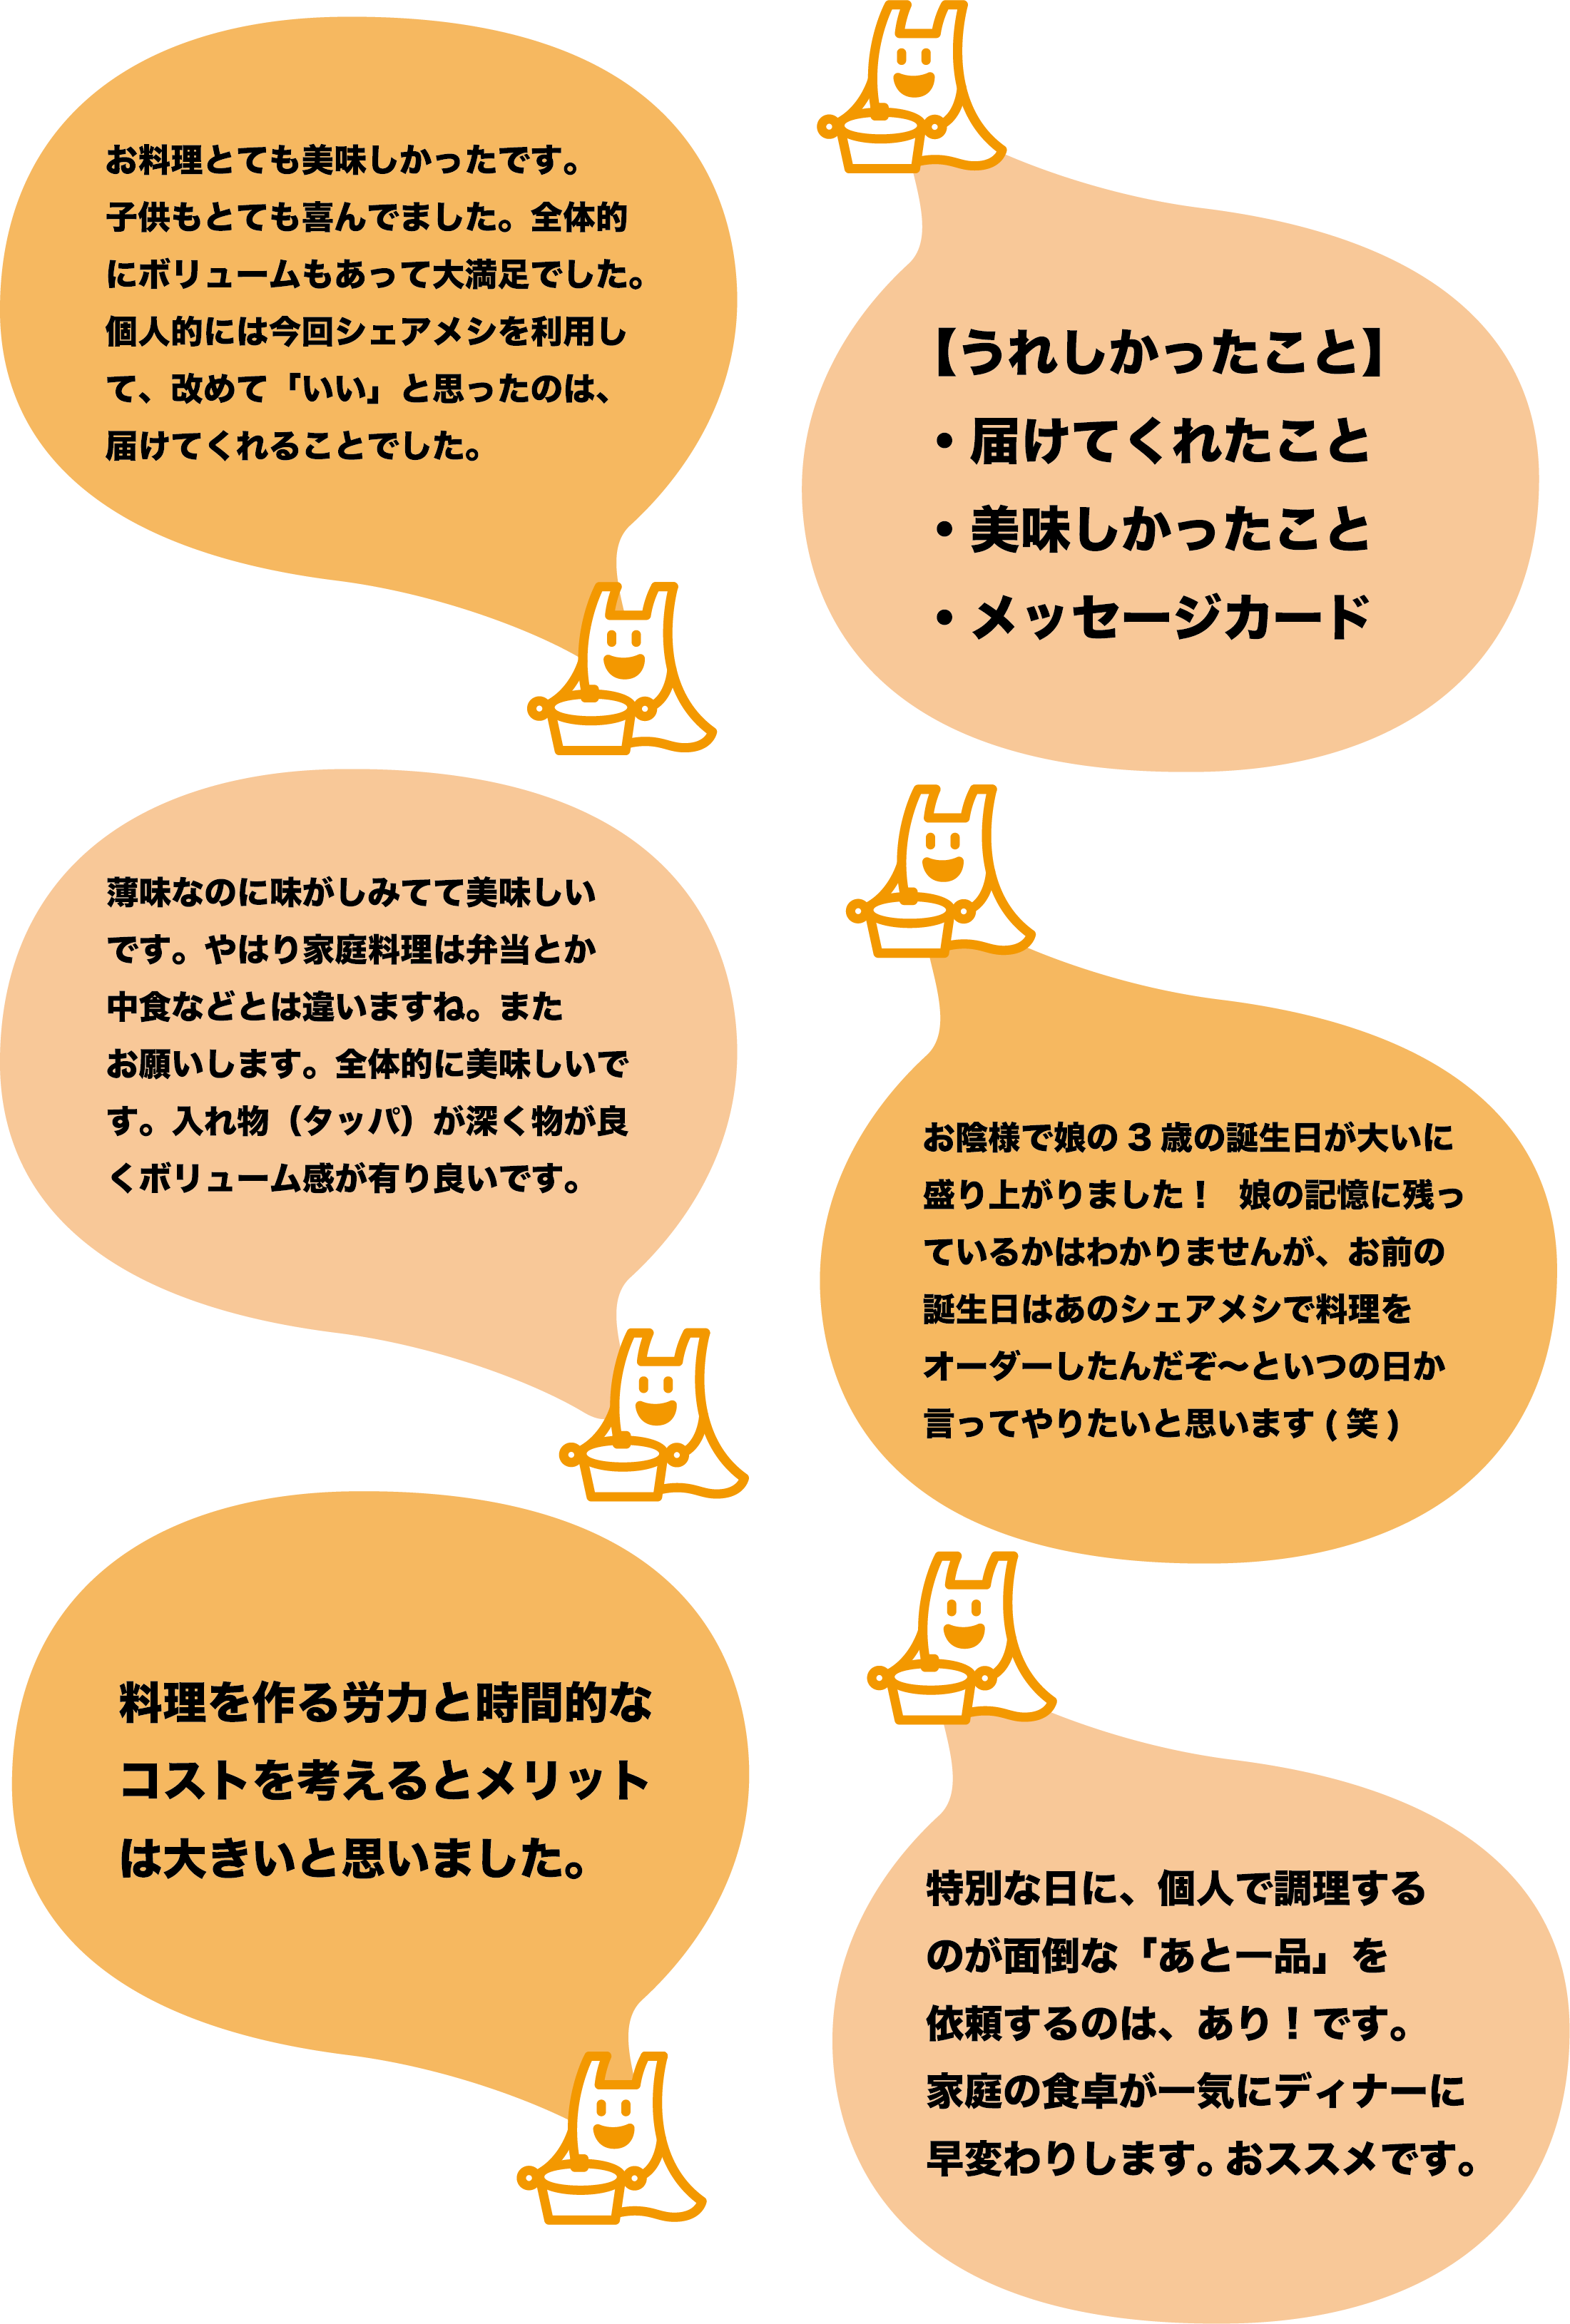 お料理とても美味しかったです。
子供もとても喜んでました。全体的
にボリュームもあって大満足でした。
個人的には今回シェアメシを利用し
て、改めて「いい」と思ったのは、
届けてくれることでした。
【うれしかったこと】
・届けてくれたこと
・美味しかったこと
・メッセージカード
薄味なのに味がしみてて美味しい
です。やはり家庭料理は弁当とか
中食などとは違いますね。また
お願いします。全体的に美味しいで
す。入れ物（タッパ）が深く物が良
くボリューム感が有り良いです。
お陰様で娘の3歳の誕生日が大いに
盛り上がりました！ 娘の記憶に残っ
ているかはわかりませんが、お前の
誕生日はあのシェアメシで料理を
オーダーしたんだぞ〜といつの日か
言ってやりたいと思います(笑)
料理を作る労力と時間的な
コストを考えるとメリット
は大きいと思いました。
特別な日に、個人で調理する
のが面倒な「あと一品」を
依頼するのは、あり！です。
家庭の食卓が一気にディナーに
早変わりします。おススメです。